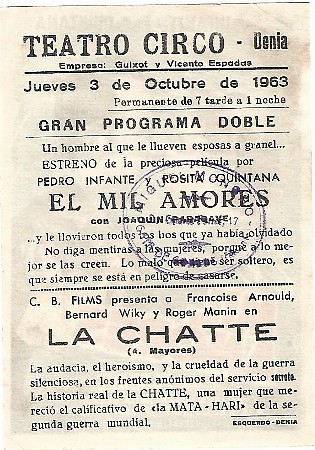 TEATRO CIRCO - Denia
Empresa: Guixot y Vicente Espadas
Jueves 3 de Octubre de 1963
Permanente de 7 tarde a 1 noche
GRAN PROGRAMA DOBLE
Un hombre al que le llueven esposas a granel...
ESTRENO de la preciosa película por
PEDRO INFANTE y ROSITA QUINTANA
EL MIL AMORES
con JOAQUIN PARDAVE
...y le llovieron todos los hos que ya había olvidado
No diga mentiras a las mujeres, porque a lo me-
jor se las creen. Lo malo que tiene ser soltero, es
que siempre se está en peligro de casarse.
C. B. FILMS presenta a Francoise Arnould,
Bernard Wiky y Roger Manin en
LA CHATTE
(A. Mayores)
La audacia, el heroismo, y la crueldad de la guerra
silenciosa, en los frentes anónimos del servicio secreto.
La historia real de la CHATTE, una mujer que me-
reció el calificativo de «la MATA - HARI» de la se-
gunda guerra mundial.
ESQUERDO-DENIA